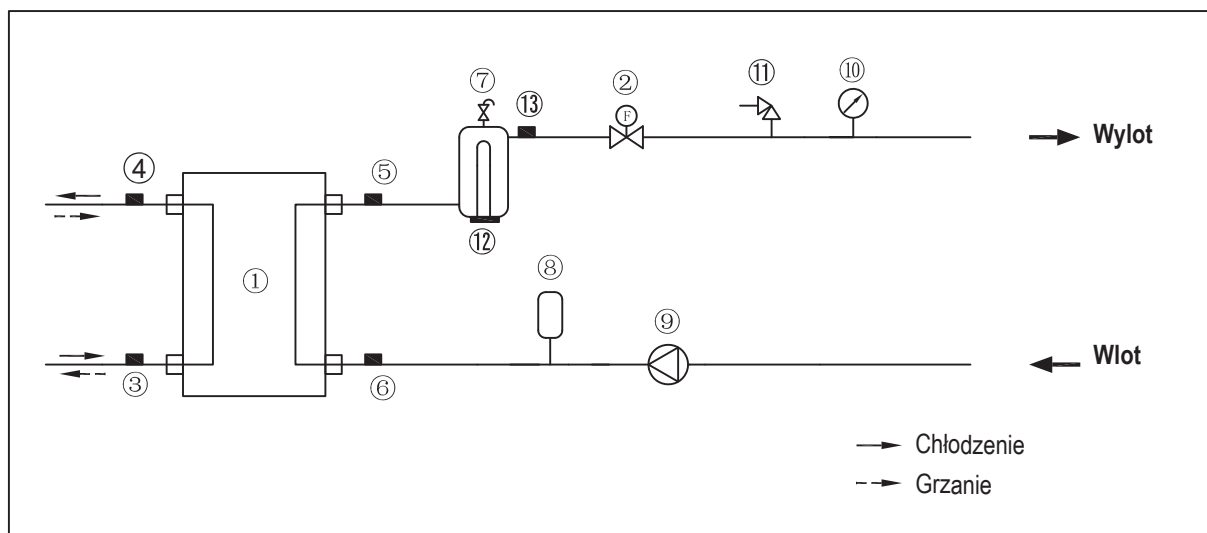 ⑦ ⑬ ② ⑪ ⑩
F
Wylot
④ ⑤
⑫
① ⑧ ⑨
Wlot
③ ⑥
Chłodzenie
Grzanie